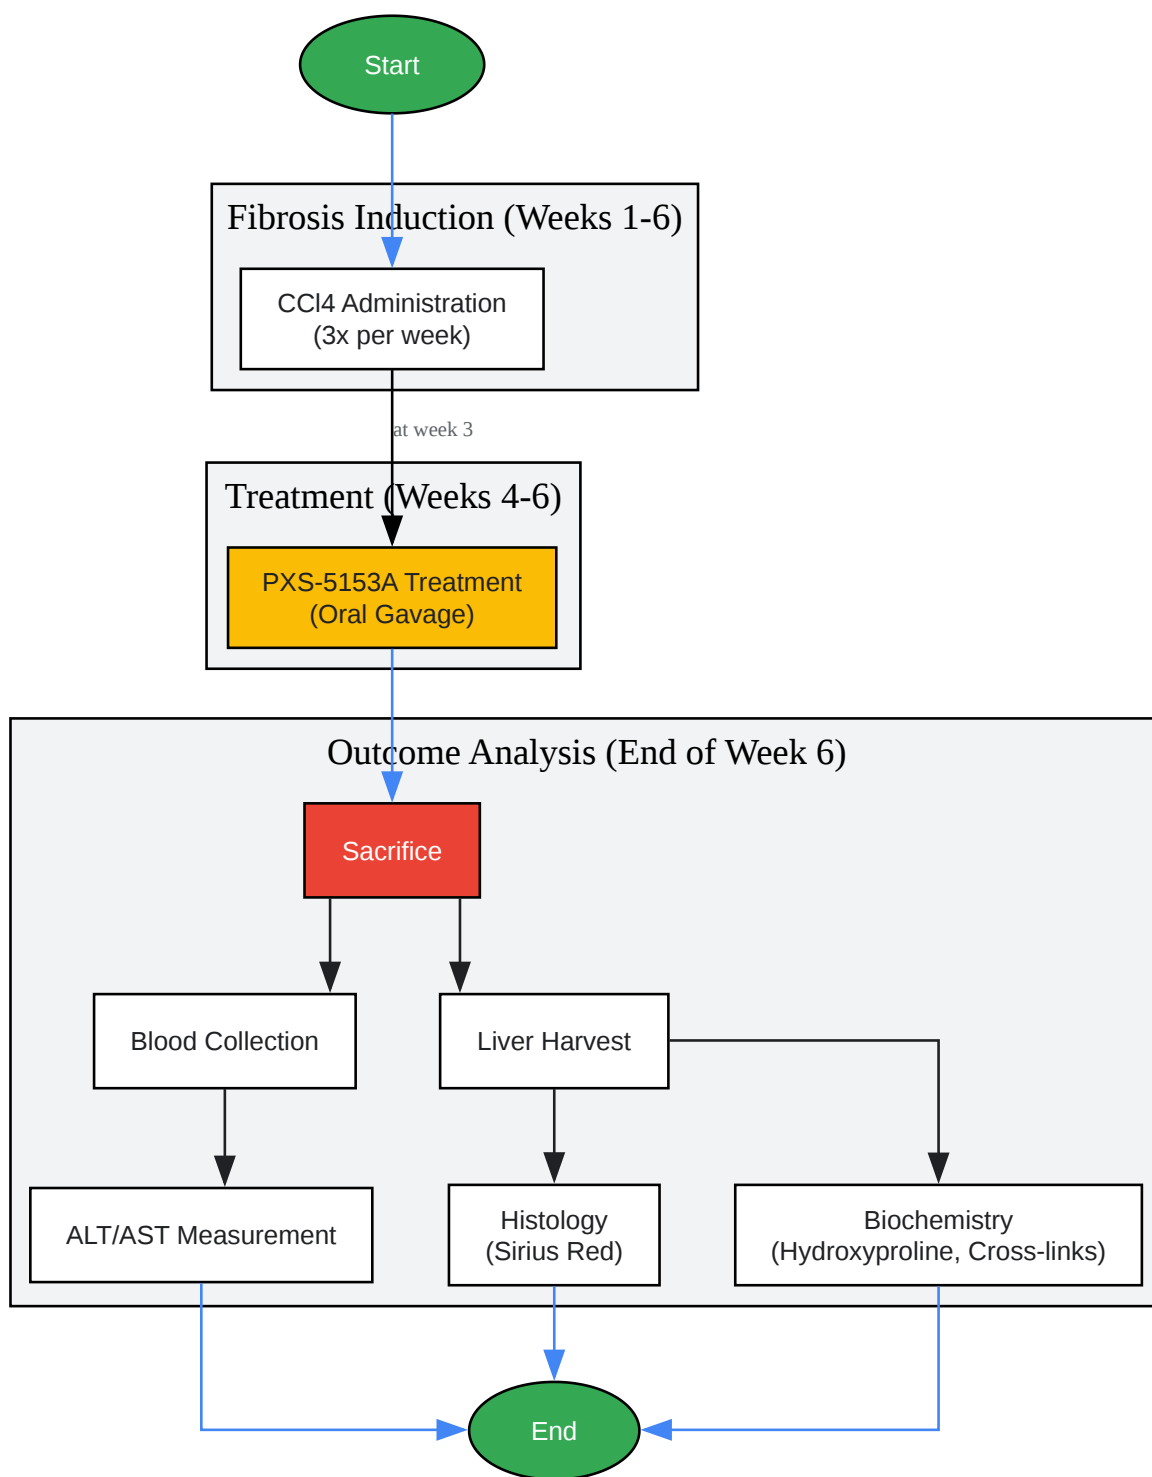 Start
Fibrosis Induction (Weeks 1-6)
CCl4 Administration
(3x per week)
at week 3
Treatment (Weeks 4-6)
PXS-5153A Treatment
(Oral Gavage)
Outcome Analysis (End of Week 6)
Sacrifice
Blood Collection
Liver Harvest
ALT/AST Measurement
Histology
(Sirius Red)
Biochemistry
(Hydroxyproline, Cross-links)
End